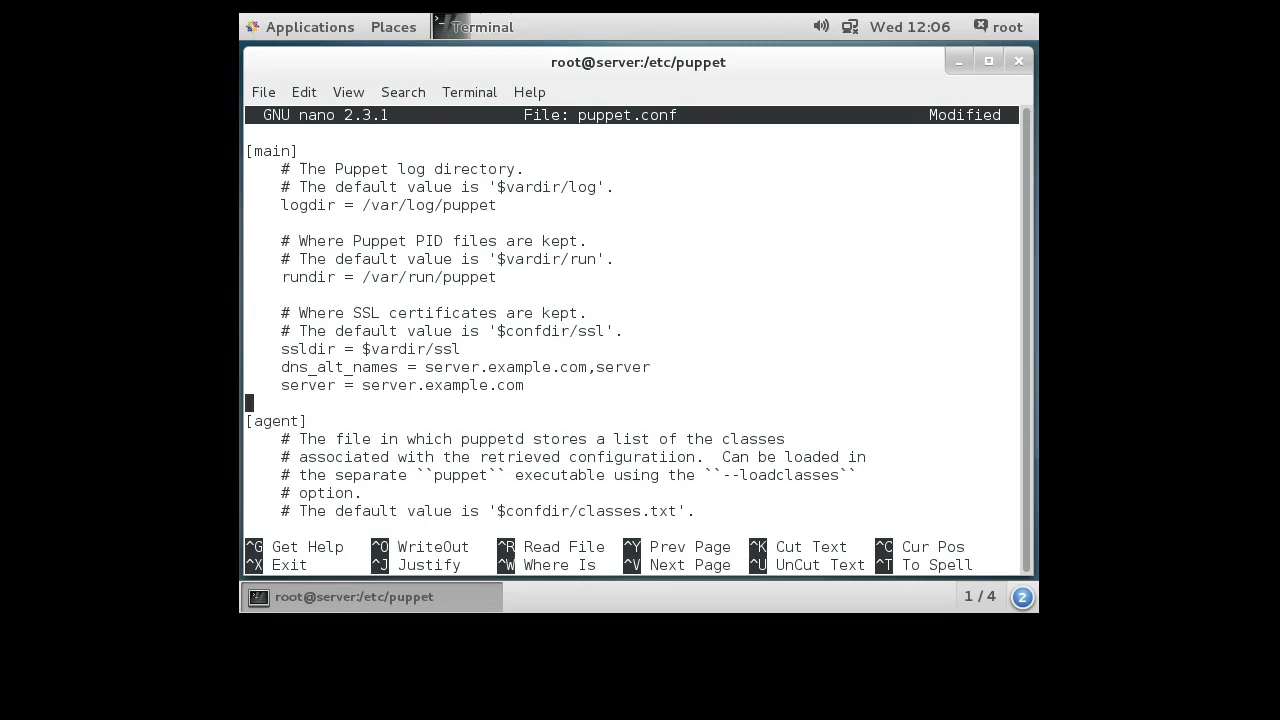 Applications Places Terminal Wed 12:06 root
root@server:/etc/puppet
File Edit View Search Terminal Help
GNU nano 2.3.1 File: puppet.conf Modified
[main]
# The Puppet log directory.
# The default value is '$vardir/log'.
logdir = /var/log/puppet
# Where Puppet PID files are kept.
# The default value is '$vardir/run'.
rundir = /var/run/puppet
# Where SSL certificates are kept.
# The default value is '$confdir/ssl'.
ssldir = $vardir/ssl
dns_alt_names = server.example.com,server
server = server.example.com
[agent]
# The file in which puppetd stores a list of the classes
# associated with the retrieved configuratiion.  Can be loaded in
# the separate ``puppet`` executable using the ``--loadclasses``
# option.
# The default value is '$confdir/classes.txt'.
^G Get Help ^O WriteOut ^R Read File ^Y Prev Page ^K Cut Text ^C Cur Pos
^X Exit ^J Justify ^W Where Is ^V Next Page ^U UnCut Text ^T To Spell
root@server:/etc/puppet 1 / 4 2